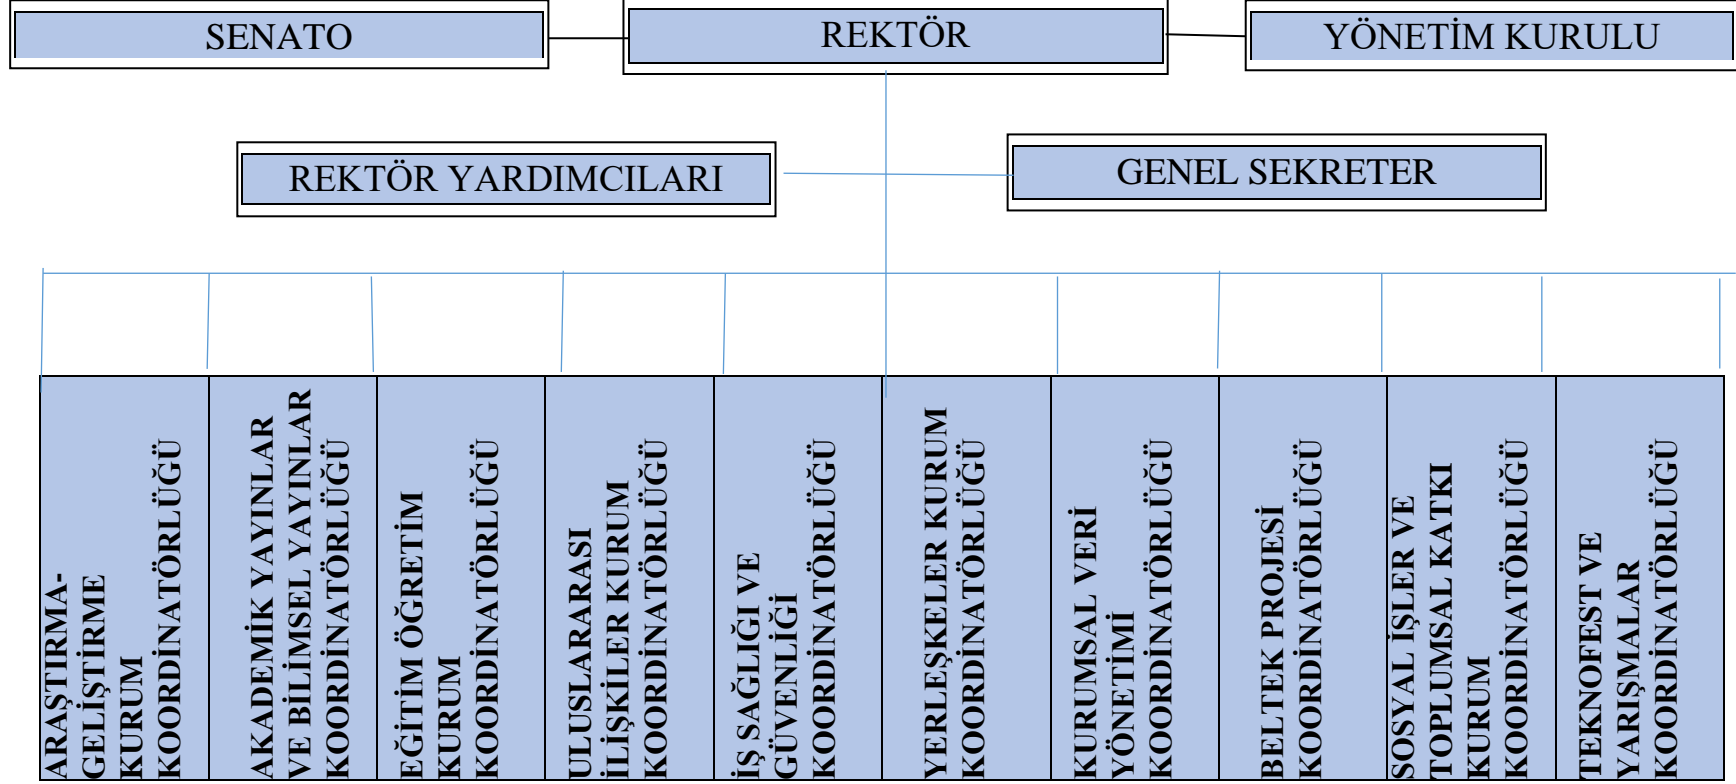 SENATO
REKTÖR
YÖNETİM KURULU
REKTÖR YARDIMCILARI
GENEL SEKRETER
ARAŞTIRMA-
GELİŞTİRME
KURUM
KOORDİNATÖRLÜĞÜ
AKADEMİK YAYINLAR
VE BİLİMSEL YAYINLAR
KOORDİNATÖRLÜĞÜ
EĞİTİM ÖĞRETİM
KURUM
KOORDİNATÖRLÜĞÜ
ULUSLARARASI
İLİŞKİLER KURUM
KOORDİNATÖRLÜĞÜ
İŞ SAĞLIĞI VE
GÜVENLİĞİ
KOORDİNATÖRLÜĞÜ
YERLEŞKELER KURUM
KOORDİNATÖRLÜĞÜ
KURUMSAL VERİ
YÖNETİMİ
KOORDİNATÖRLÜĞÜ
BELTEK PROJESİ
KOORDİNATÖRLÜĞÜ
SOSYAL İŞLER VE
TOPLUMSAL KATKI
KURUM
KOORDİNATÖRLÜĞÜ
TEKNOFEST VE
YARIŞMALAR
KOORDİNATÖRLÜĞÜ